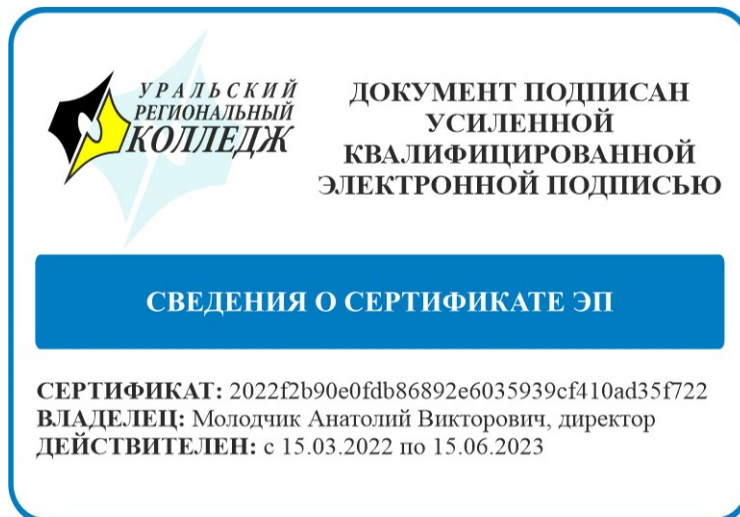 УРАЛЬСКИЙ
РЕГИОНАЛЬНЫЙ
КОЛЛЕДЖ
ДОКУМЕНТ ПОДПИСАН
УСИЛЕННОЙ
КВАЛИФИЦИРОВАННОЙ
ЭЛЕКТРОННОЙ ПОДПИСЬЮ
СВЕДЕНИЯ О СЕРТИФИКАТЕ ЭП
СЕРТИФИКАТ: 2022f2b90e0fdb86892e6035939cf410ad35f722
ВЛАДЕЛЕЦ: Молодчик Анатолий Викторович, директор
ДЕЙСТВИТЕЛЕН: с 15.03.2022 по 15.06.2023